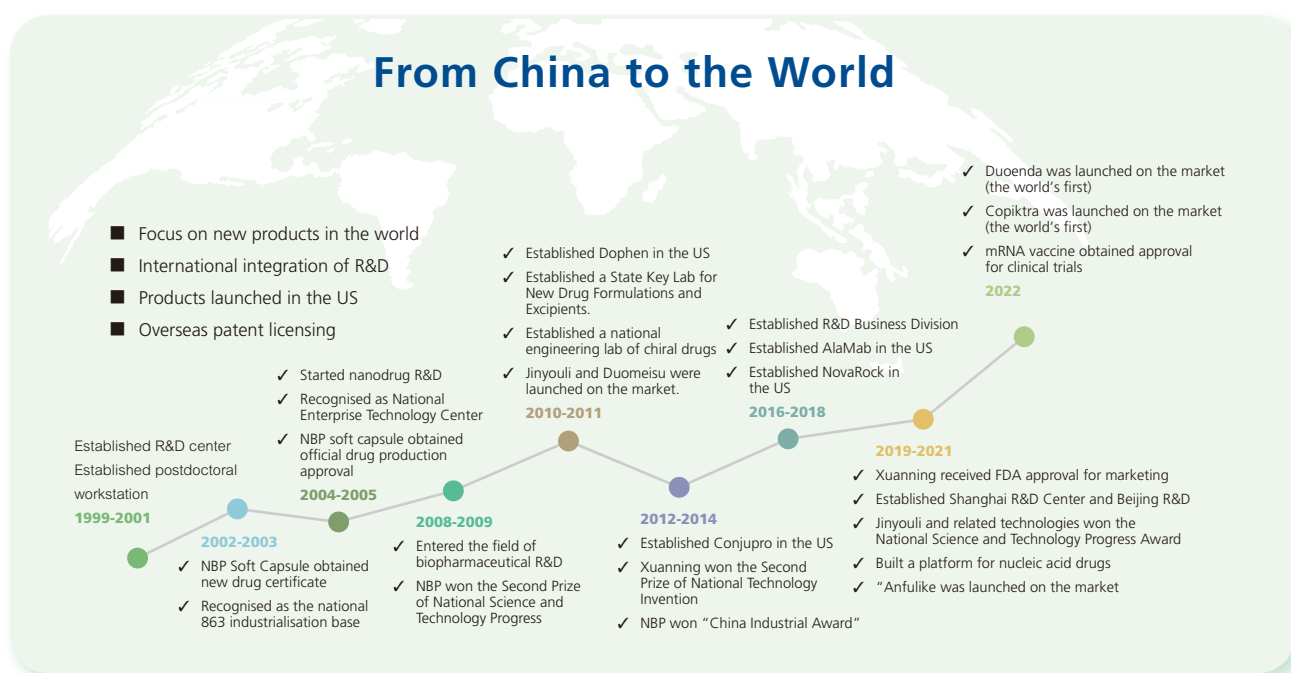 From China to the World
■ Focus on new products in the world
■ International integration of R&D
■ Products launched in the US
■ Overseas patent licensing
Established R&D center
Established postdoctoral
workstation
1999-2001
2002-2003
✓ NBP Soft Capsule obtained
new drug certificate
✓ Recognised as the national
863 industrialisation base
✓ Started nanodrug R&D
✓ Recognised as National
Enterprise Technology Center
✓ NBP soft capsule obtained
official drug production
approval
2004-2005
2008-2009
✓ Entered the field of
biopharmaceutical R&D
✓ NBP won the Second Prize
of National Science and
Technology Progress
✓ Established Dophen in the US
✓ Established a State Key Lab for
New Drug Formulations and
Excipients.
✓ Established a national
engineering lab of chiral drugs
✓ Jinyouli and Duomeisu were
launched on the market.
2010-2011
2012-2014
✓ Established Conjupro in the US
✓ Xuanning won the Second
Prize of National Technology
Invention
✓ NBP won “China Industrial Award”
✓ Established R&D Business Division
✓ Established AlaMab in the US
✓ Established NovaRock in
the US
2016-2018
2019-2021
✓ Xuanning received FDA approval for marketing
✓ Established Shanghai R&D Center and Beijing R&D
✓ Jinyouli and related technologies won the
National Science and Technology Progress Award
✓ Built a platform for nucleic acid drugs
✓ “Anfulike was launched on the market
✓ Duoenda was launched on the market
(the world’s first)
✓ Copiktra was launched on the market
(the world’s first)
✓ mRNA vaccine obtained approval
for clinical trials
2022